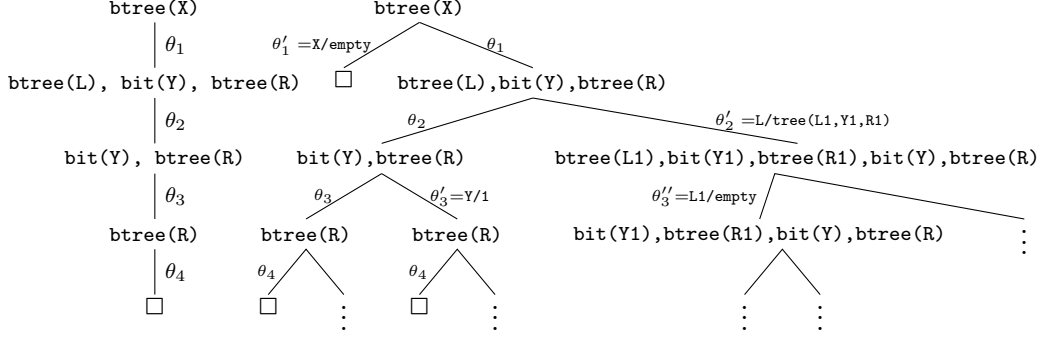 btree(X) btree(X)
θ₁ θ′₁ =X/empty θ₁
btree(L), bit(Y), btree(R) □ btree(L),bit(Y),btree(R)
θ₂ θ₂ θ′₂ =L/tree(L1,Y1,R1)
bit(Y), btree(R) bit(Y),btree(R) btree(L1),bit(Y1),btree(R1),bit(Y),btree(R)
θ₃ θ₃ θ′₃=Y/1 θ″₃=L1/empty
btree(R) btree(R) btree(R) bit(Y1),btree(R1),bit(Y),btree(R) ⋮
θ₄ θ₄ θ₄
□ □ ⋮ □ ⋮ ⋮ ⋮